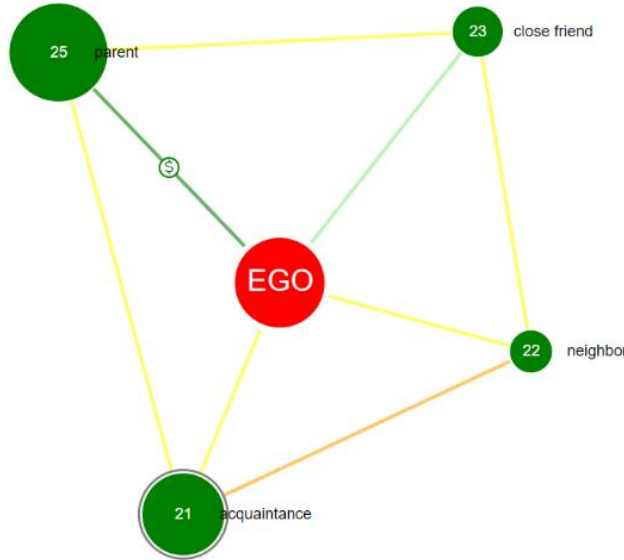 23 close friend
25 parent
$
EGO
22 neighbor
21 acquaintance